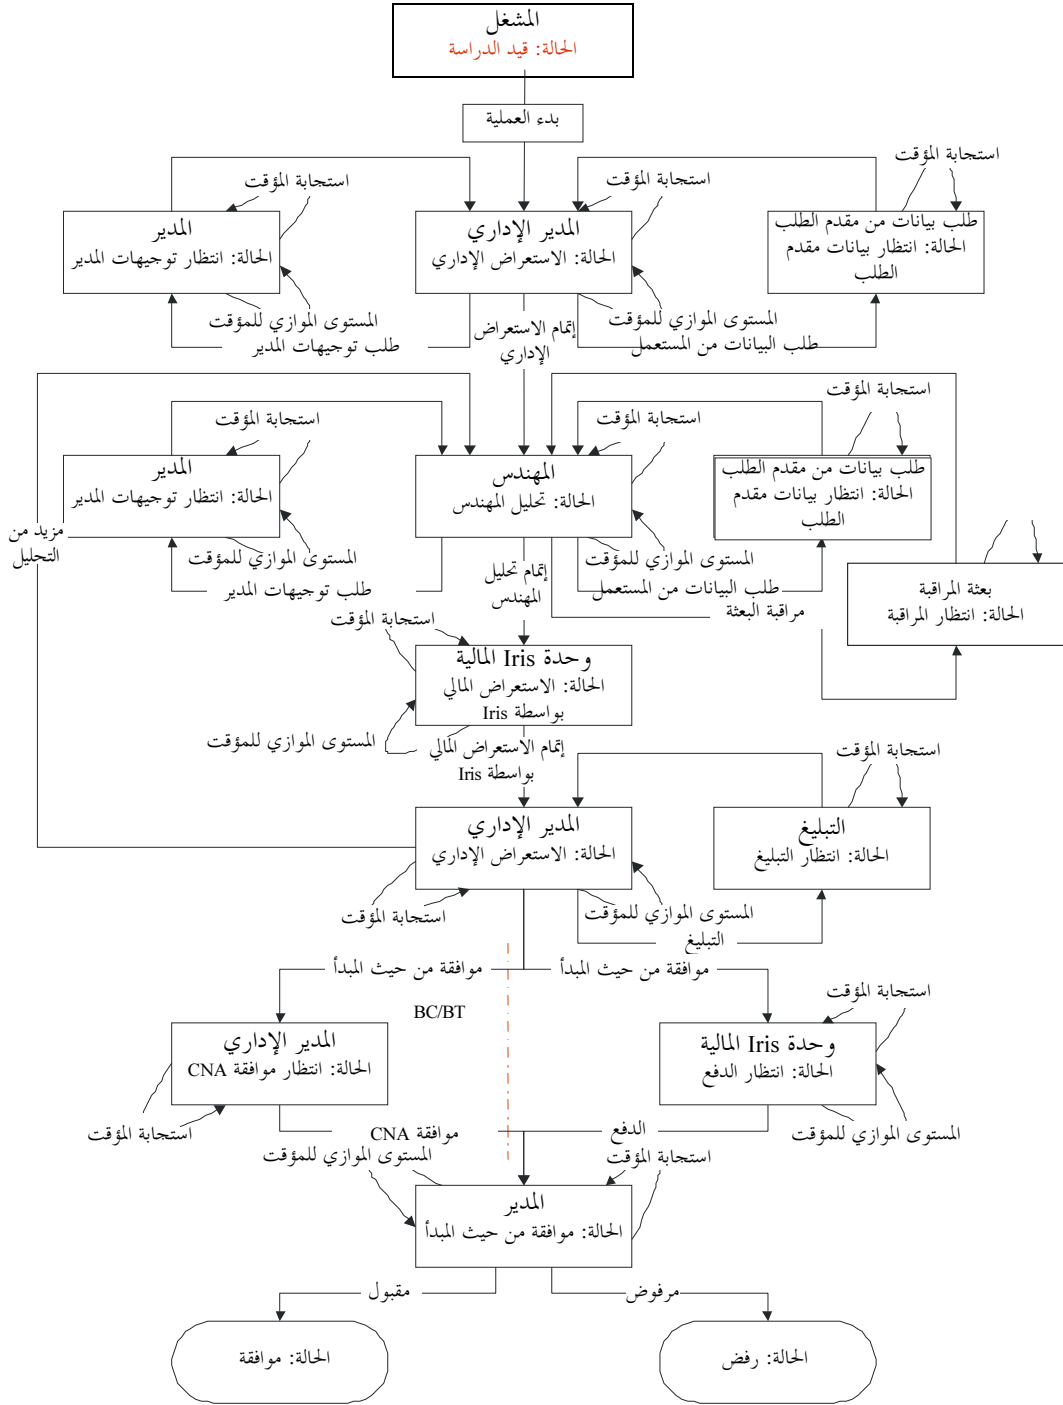 المشغل
الحالة: قيد الدراسة
بدء العملية
استجابة المؤقت
استجابة المؤقت
استجابة المؤقت
طلب بيانات من مقدم الطلب
الحالة: انتظار بيانات مقدم
الطلب
المدير الإداري
الحالة: الاستعراض الإداري
المدير
الحالة: انتظار توجيهات المدير
المستوى الموازي للمؤقت
طلب البيانات من المستعمل
إتمام الاستعراض
الإداري
المستوى الموازي للمؤقت
طلب توجيهات المدير
استجابة المؤقت
استجابة المؤقت
استجابة المؤقت
طلب بيانات من مقدم الطلب
الحالة: انتظار بيانات مقدم
الطلب
المهندس
الحالة: تحليل المهندس
المدير
الحالة: انتظار توجيهات المدير
مزيد من
التحليل
المستوى الموازي للمؤقت
طلب البيانات من المستعمل
مراقبة البعثة
بعثة المراقبة
الحالة: انتظار المراقبة
إتمام تحليل
المهندس
المستوى الموازي للمؤقت
طلب توجيهات المدير
استجابة المؤقت
وحدة Iris المالية
الحالة: الاستعراض المالي
بواسطة Iris
المستوى الموازي للمؤقت
إتمام الاستعراض المالي
بواسطة Iris
استجابة المؤقت
التبليغ
الحالة: انتظار التبليغ
المدير الإداري
الحالة: الاستعراض الإداري
استجابة المؤقت
المستوى الموازي للمؤقت
التبليغ
موافقة من حيث المبدأ
موافقة من حيث المبدأ
BC/BT
استجابة المؤقت
وحدة Iris المالية
الحالة: انتظار الدفع
المدير الإداري
الحالة: انتظار موافقة CNA
المستوى الموازي للمؤقت
الدفع
موافقة CNA
استجابة المؤقت
استجابة المؤقت
المستوى الموازي للمؤقت
المدير
الحالة: موافقة من حيث المبدأ
مرفوض
مقبول
الحالة: رفض
الحالة: موافقة